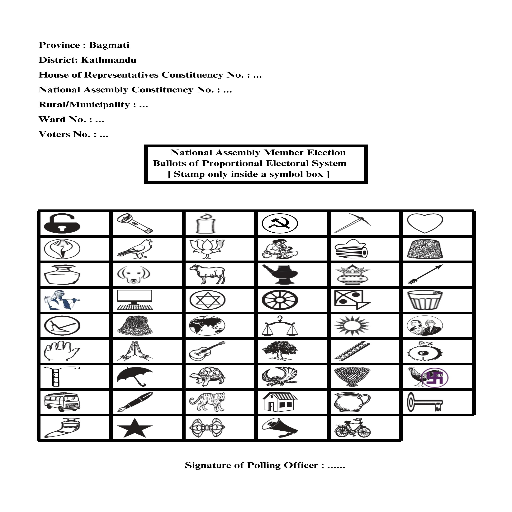 Province : Bagmati
District: Kathmandu
House of Representatives Constituency No. : ...
National Assembly Constituency No. : ...
Rural/Municipality : ...
Ward No. : ...
Voters No. : ...
National Assembly Member Election
Ballots of Proportional Electoral System
[ Stamp only inside a symbol box ]
Signature of Polling Officer : ......